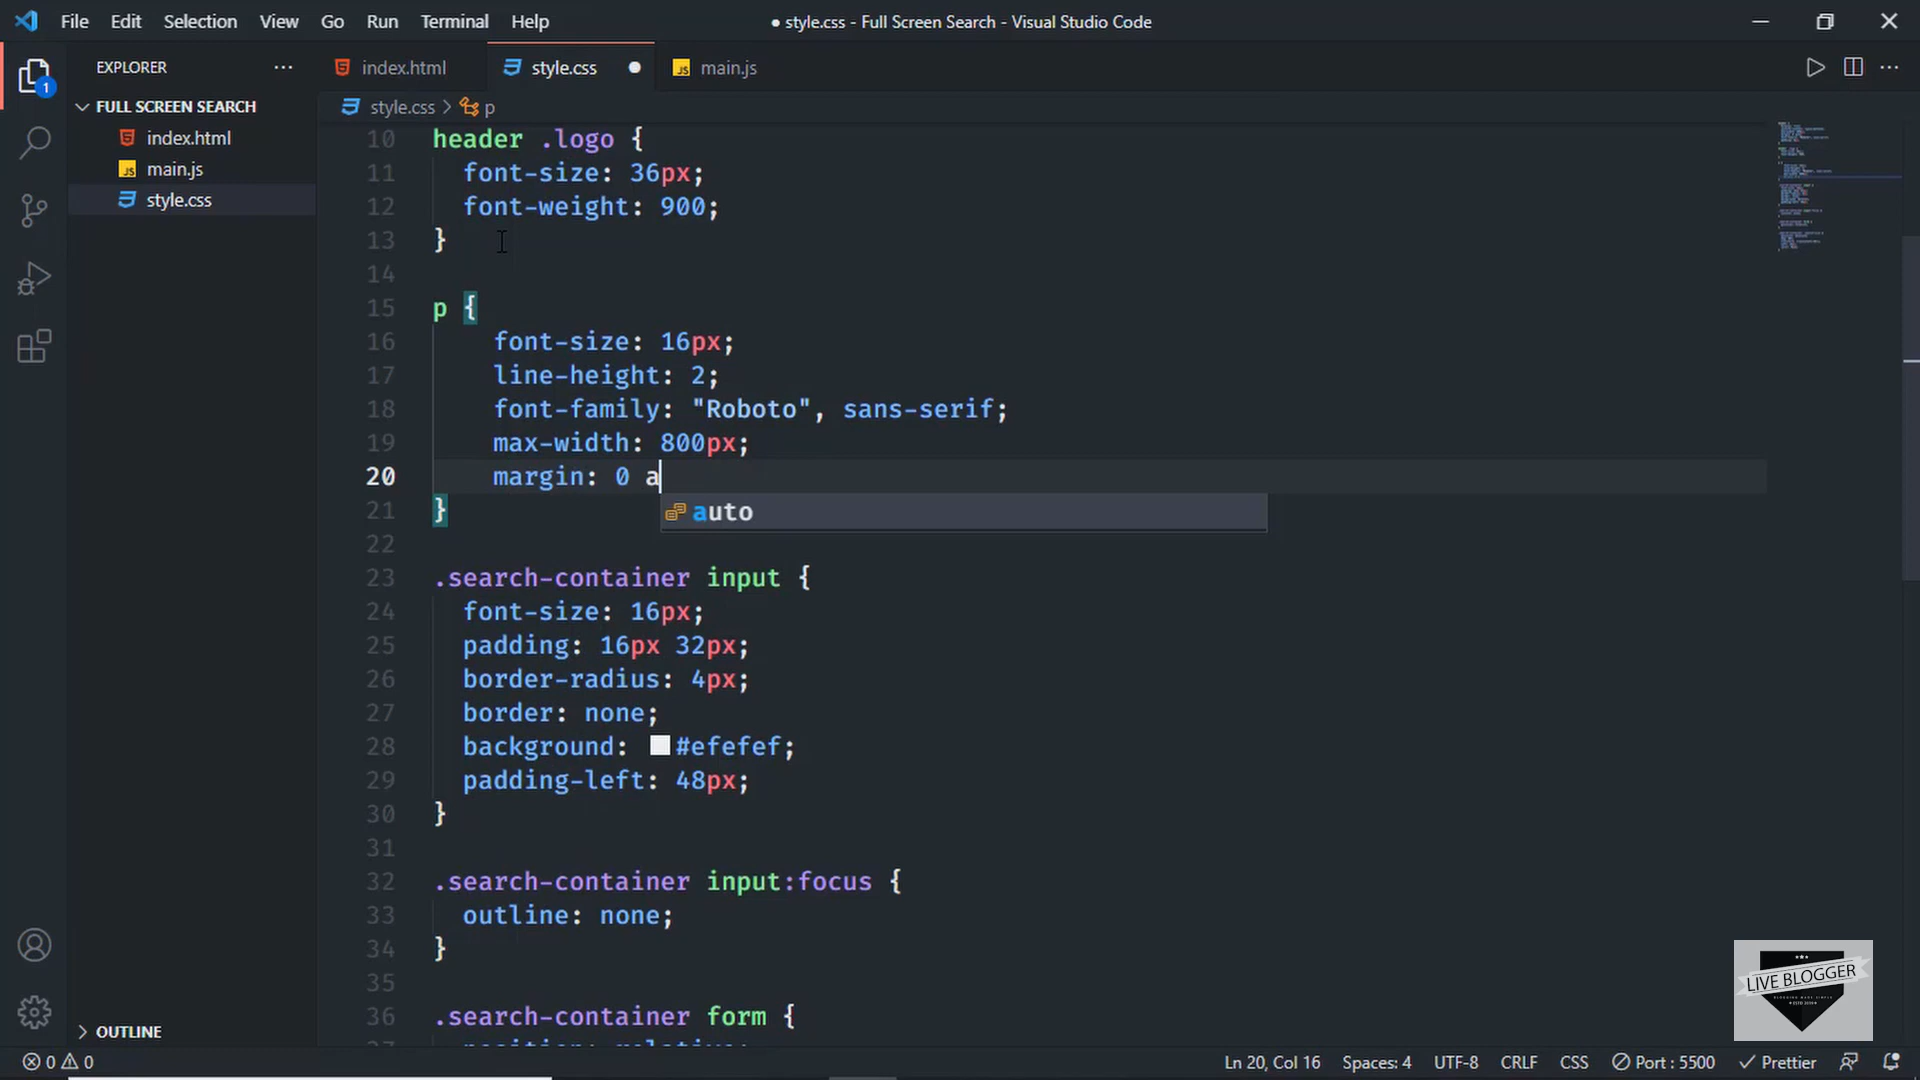 File Edit Selection View Go Run Terminal Help
● style.css - Full Screen Search - Visual Studio Code
EXPLORER
1
FULL SCREEN SEARCH
index.html
main.js
style.css
OUTLINE
index.html
style.css ●
main.js
style.css > p
10 header .logo {
11 font-size: 36px;
12 font-weight: 900;
13 }
14
15 p {
16 font-size: 16px;
17 line-height: 2;
18 font-family: "Roboto", sans-serif;
19 max-width: 800px;
20 margin: 0 a
auto
21 }
22
23 .search-container input {
24 font-size: 16px;
25 padding: 16px 32px;
26 border-radius: 4px;
27 border: none;
28 background: #efefef;
29 padding-left: 48px;
30 }
31
32 .search-container input:focus {
33 outline: none;
34 }
35
36 .search-container form {
LIVE BLOGGER
0 0
Ln 20, Col 16 Spaces: 4 UTF-8 CRLF CSS Port : 5500 Prettier